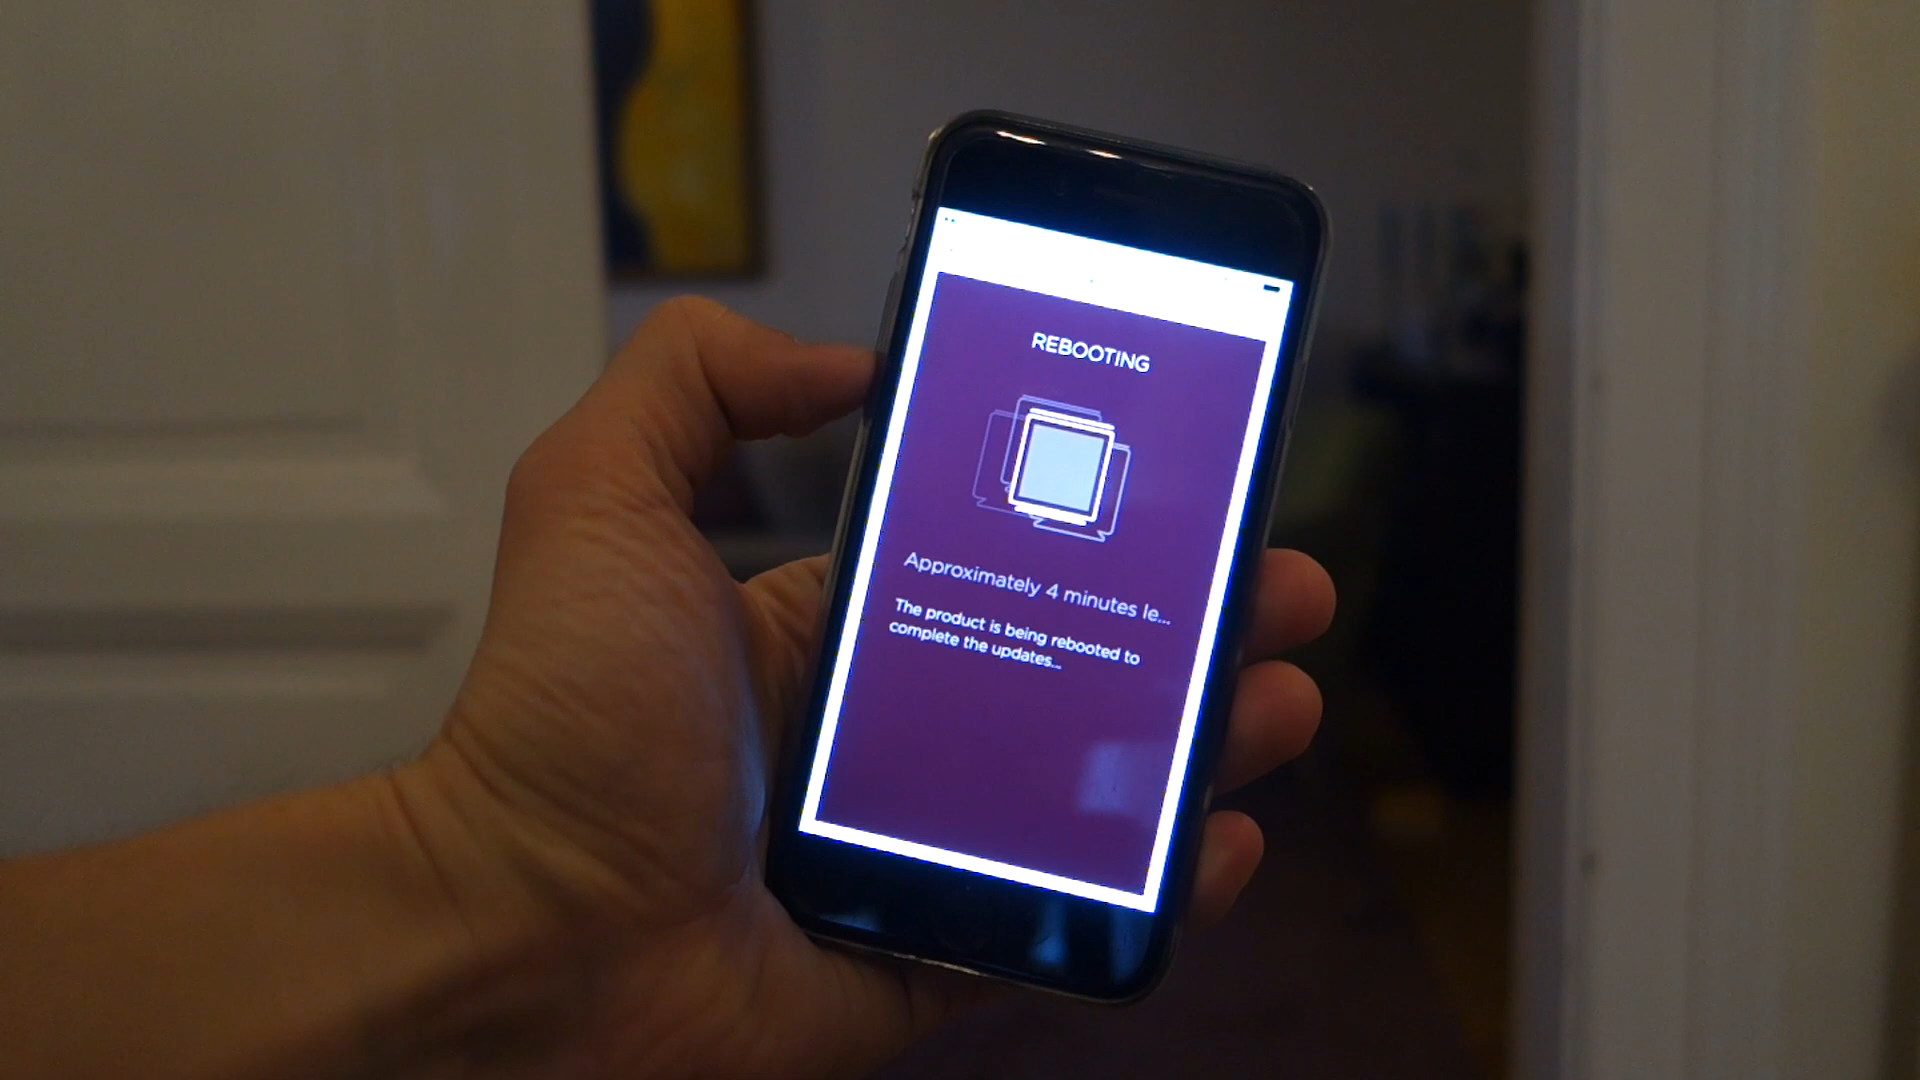 REBOOTING
Approximately 4 minutes le...
The product is being rebooted to
complete the updates...